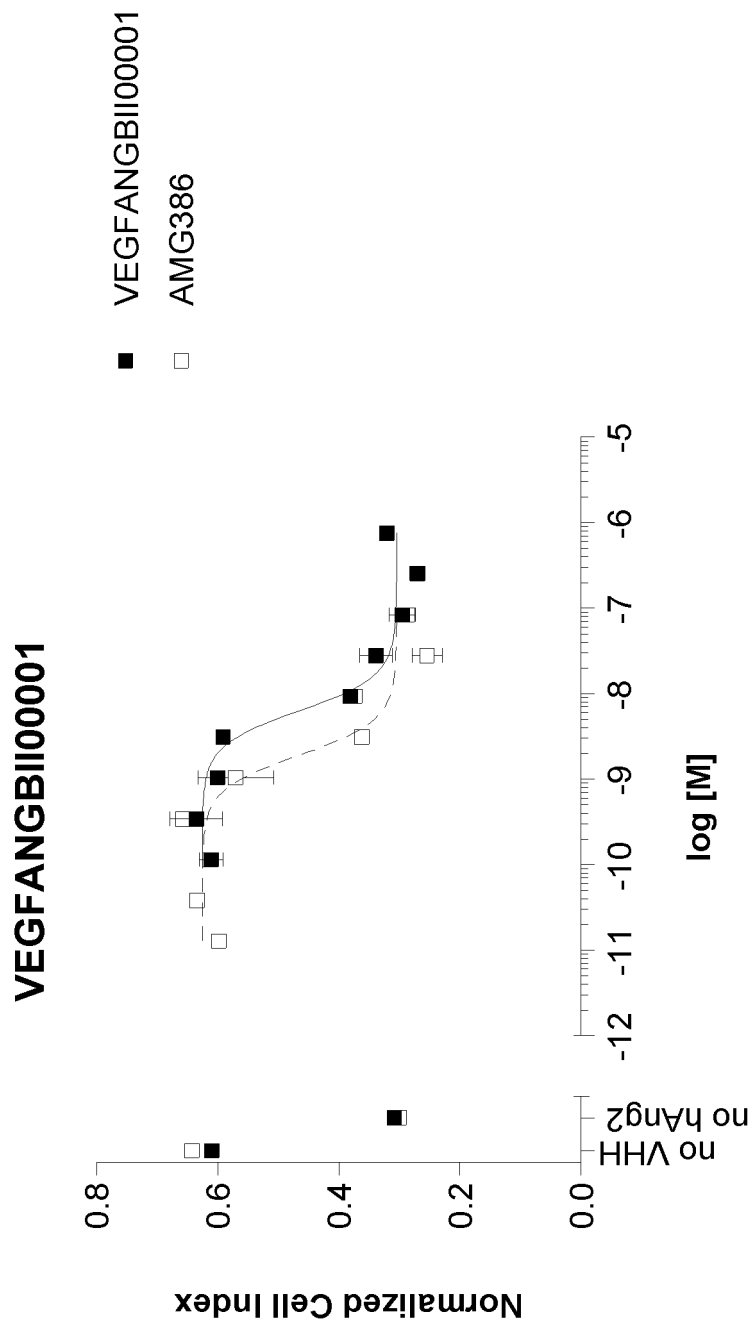 VEGFANGBII00001
VEGFANGBII00001
AMG386
Normalized Cell Index
0.8
0.6
0.4
0.2
0.0
no VHH
no hAng2
-12
-11
-10
-9
-8
-7
-6
-5
log [M]